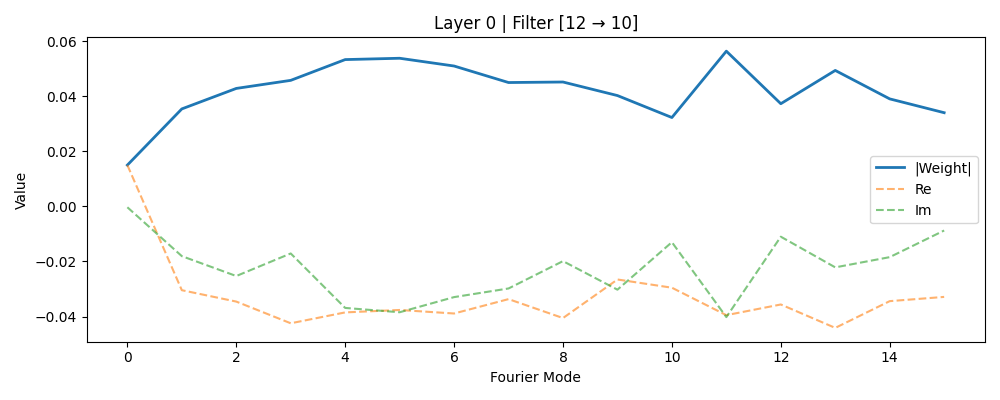 Layer 0 | Filter [12 → 10]
0.06
0.04
0.02
0.00
−0.02
−0.04
Value
|Weight|
Re
Im
0 2 4 6 8 10 12 14
Fourier Mode